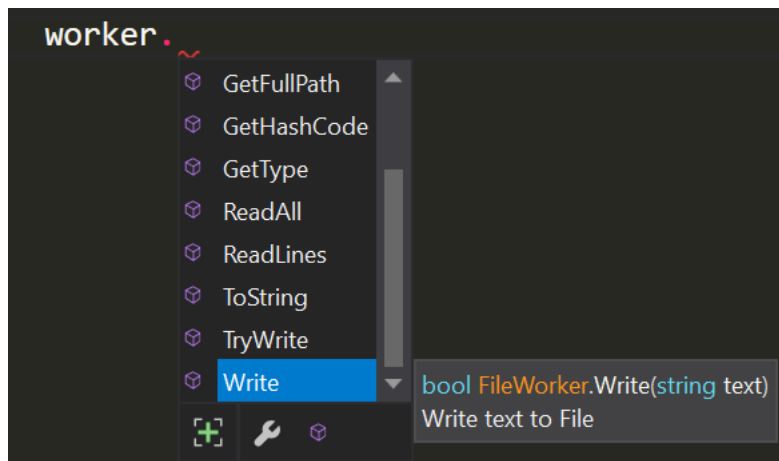 worker.
GetFullPath
GetHashCode
GetType
ReadAll
ReadLines
ToString
TryWrite
Write
bool FileWorker.Write(string text)
Write text to File